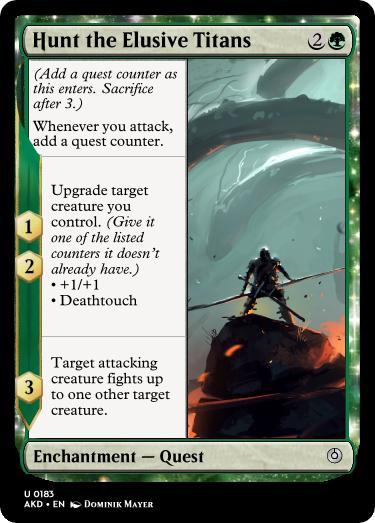 Hunt the Elusive Titans 2
(Add a quest counter as
this enters. Sacrifice
after 3.)
Whenever you attack,
add a quest counter.
1
2
Upgrade target
creature you
control. (Give it
one of the listed
counters it doesn't
already have.)
• +1/+1
• Deathtouch
3
Target attacking
creature fights up
to one other target
creature.
Enchantment — Quest
U 0183
AKD • EN DOMINIK MAYER